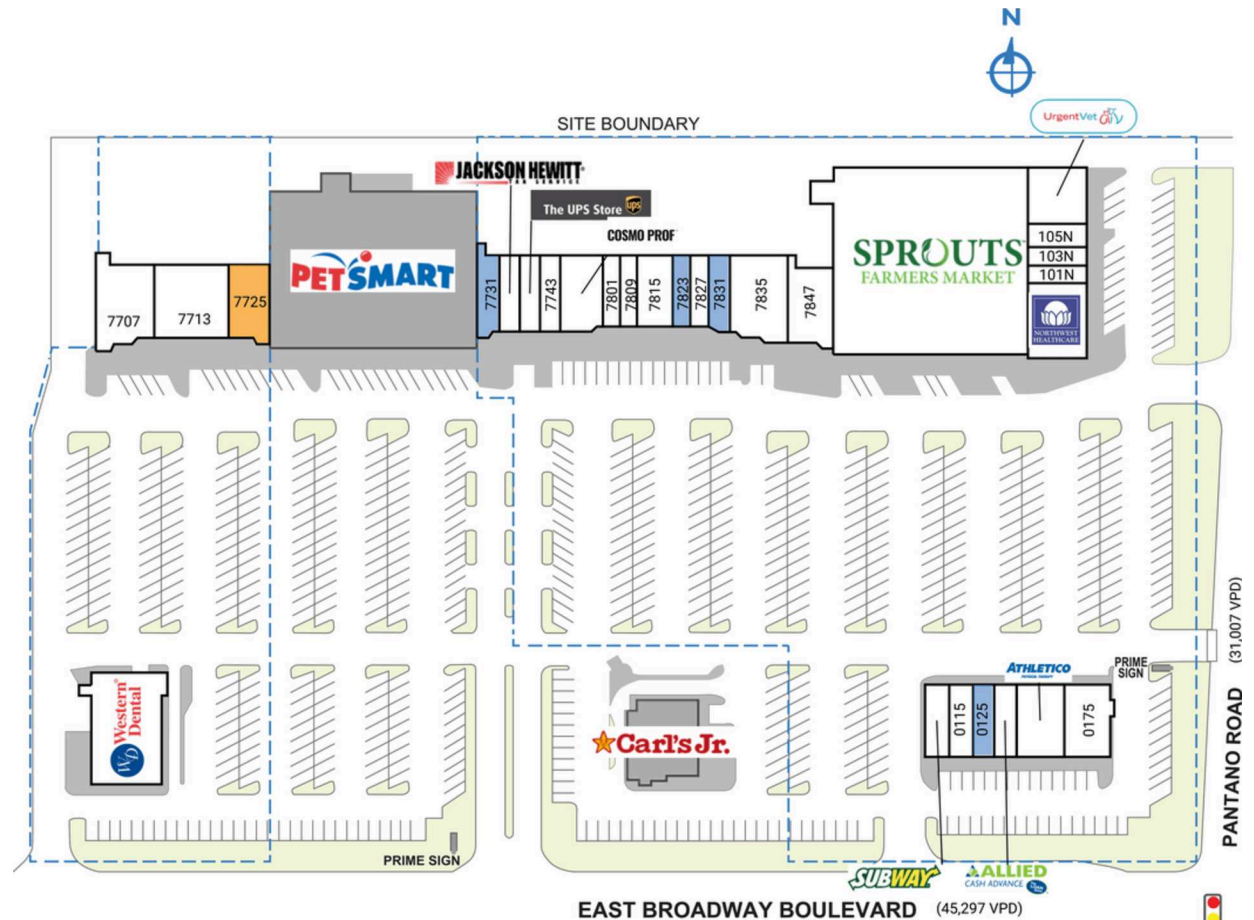 N
UrgentVet
SITE BOUNDARY
JACKSON HEWITT
TAX SERVICE
The UPS Store ups
COSMO PROF
PETSMART
SPROUTS
FARMERS MARKET
105N
103N
101N
NORTHWEST
HEALTHCARE
7707
7713
7725
7731
7743
7801
7809
7815
7823
7827
7831
7835
7847
(31,007 VPD)
PANTANO ROAD
Western
Dental
WD
Carl's Jr.
ATHLETICO
PHYSICAL THERAPY
PRIME
SIGN
0115
0125
0175
PRIME SIGN
SUBWAY
ALLIED
CASH ADVANCE
EAST BROADWAY BOULEVARD (45,297 VPD)